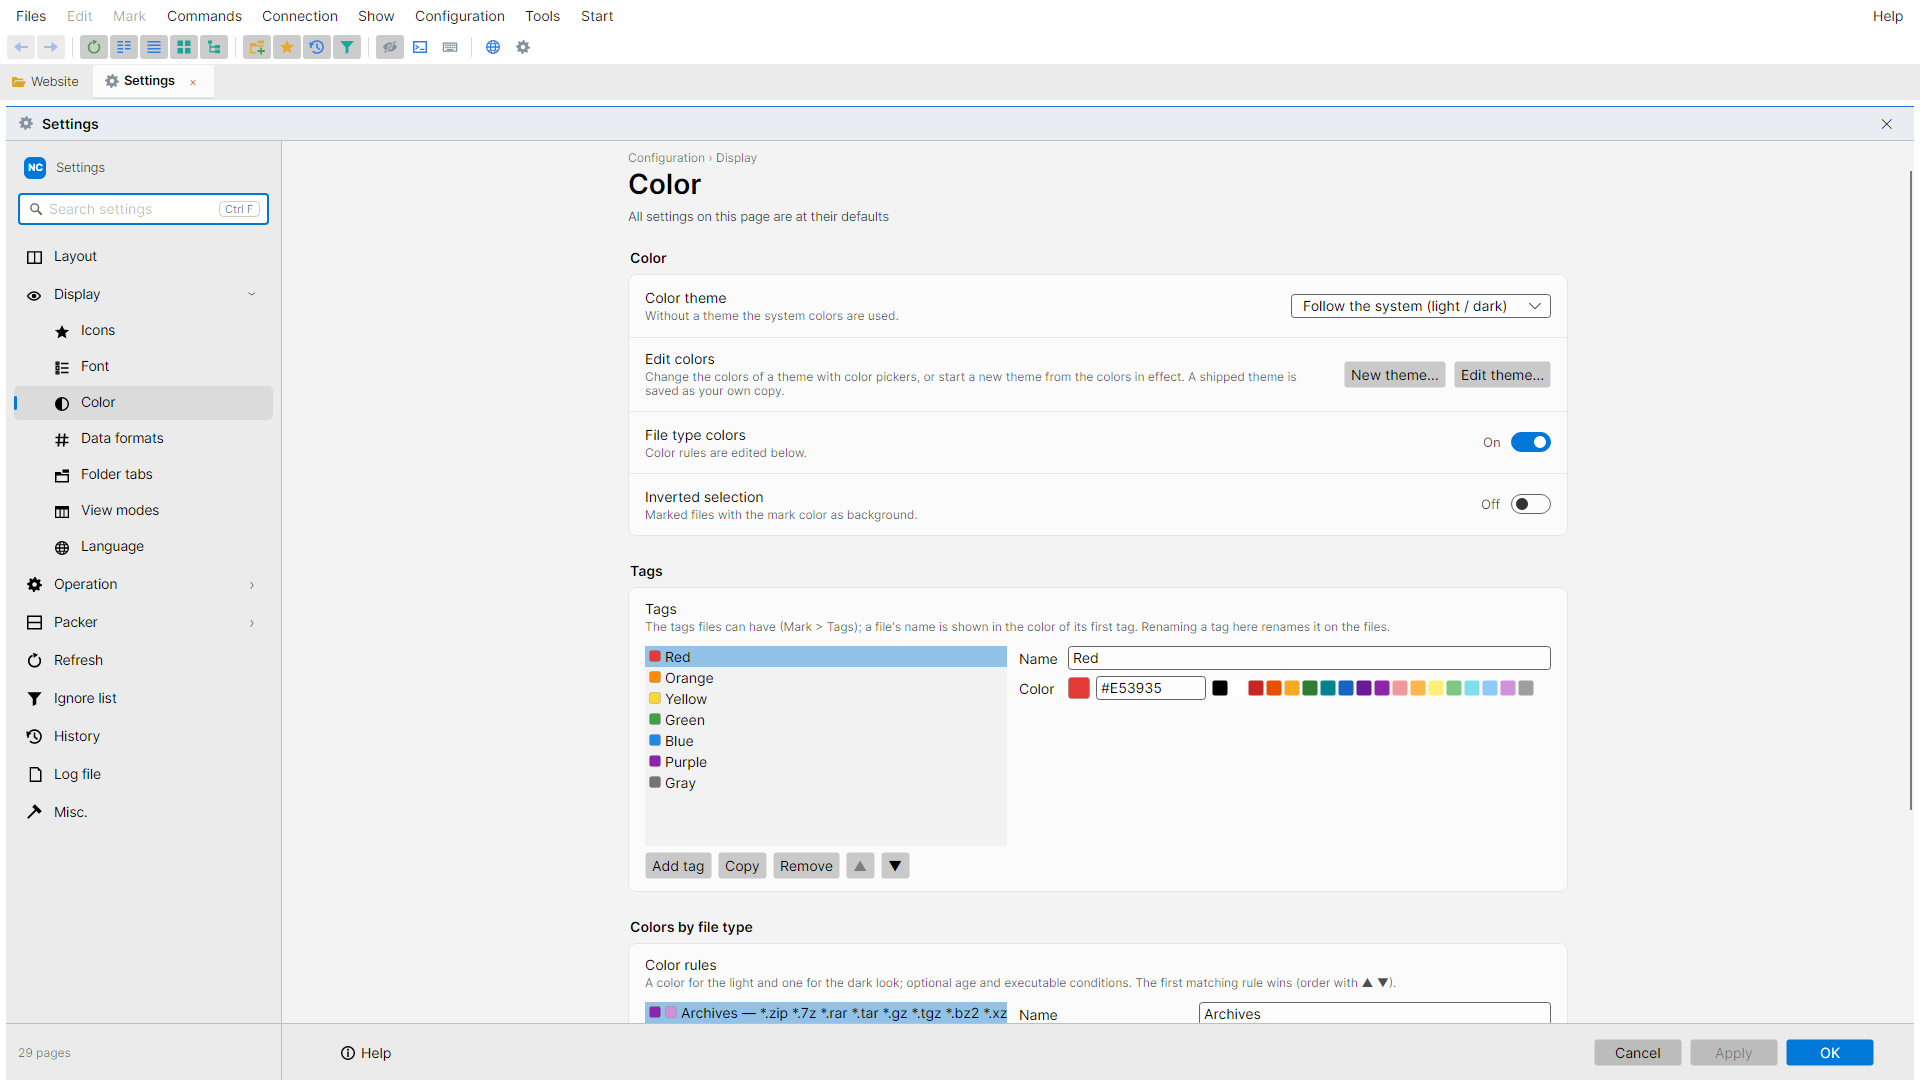 Files Edit Mark Commands Connection Show Configuration Tools Start Help
Website Settings ×
Settings
NC Settings
Search settings Ctrl F
Layout
Display
Icons
Font
Color
Data formats
Folder tabs
View modes
Language
Operation
Packer
Refresh
Ignore list
History
Log file
Misc.
29 pages
Configuration › Display
Color
All settings on this page are at their defaults
Color
Color theme
Without a theme the system colors are used.
Follow the system (light / dark)
Edit colors
Change the colors of a theme with color pickers, or start a new theme from the colors in effect. A shipped theme is
saved as your own copy.
New theme... Edit theme...
File type colors
Color rules are edited below.
On
Inverted selection
Marked files with the mark color as background.
Off
Tags
Tags
The tags files can have (Mark > Tags); a file's name is shown in the color of its first tag. Renaming a tag here renames it on the files.
Red
Orange
Yellow
Green
Blue
Purple
Gray
Name Red
Color #E53935
Add tag Copy Remove ▲ ▼
Colors by file type
Color rules
A color for the light and one for the dark look; optional age and executable conditions. The first matching rule wins (order with ▲ ▼).
Archives — *.zip *.7z *.rar *.tar *.gz *.tgz *.bz2 *.xz
Name Archives
Help
Cancel Apply OK